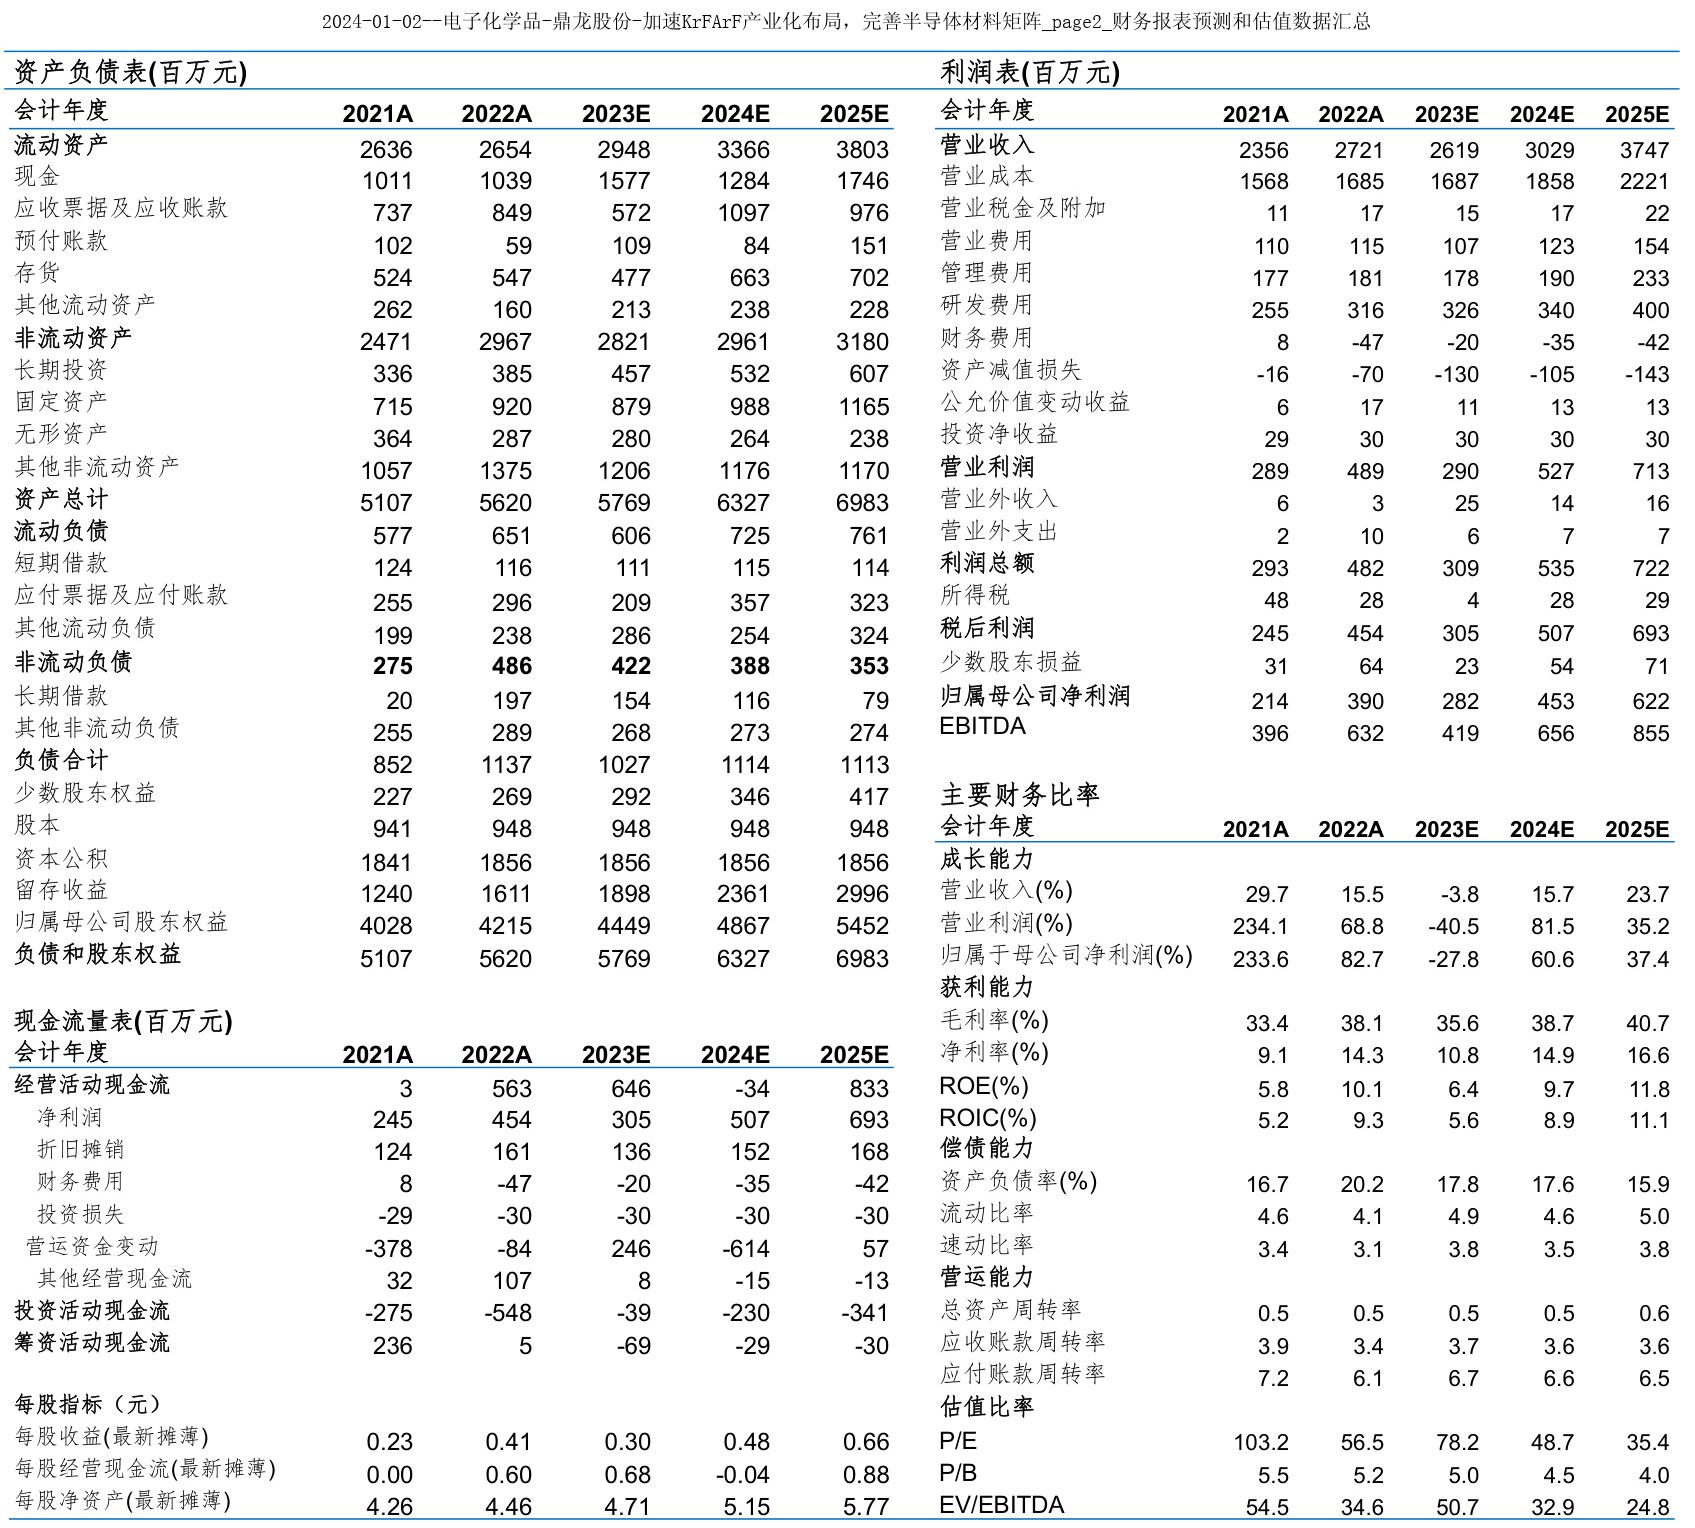 2024-01-02--电子化学品-鼎龙股份-加速KrFArF产业化布局，完善半导体材料矩阵_page2_财务报表预测和估值数据汇总
资产负债表(百万元)
会计年度 2021A 2022A 2023E 2024E 2025E
流动资产 2636 2654 2948 3366 3803
现金 1011 1039 1577 1284 1746
应收票据及应收账款 737 849 572 1097 976
预付账款 102 59 109 84 151
存货 524 547 477 663 702
其他流动资产 262 160 213 238 228
非流动资产 2471 2967 2821 2961 3180
长期投资 336 385 457 532 607
固定资产 715 920 879 988 1165
无形资产 364 287 280 264 238
其他非流动资产 1057 1375 1206 1176 1170
资产总计 5107 5620 5769 6327 6983
流动负债 577 651 606 725 761
短期借款 124 116 111 115 114
应付票据及应付账款 255 296 209 357 323
其他流动负债 199 238 286 254 324
非流动负债 275 486 422 388 353
长期借款 20 197 154 116 79
其他非流动负债 255 289 268 273 274
负债合计 852 1137 1027 1114 1113
少数股东权益 227 269 292 346 417
股本 941 948 948 948 948
资本公积 1841 1856 1856 1856 1856
留存收益 1240 1611 1898 2361 2996
归属母公司股东权益 4028 4215 4449 4867 5452
负债和股东权益 5107 5620 5769 6327 6983
现金流量表(百万元)
会计年度 2021A 2022A 2023E 2024E 2025E
经营活动现金流 3 563 646 -34 833
净利润 245 454 305 507 693
折旧摊销 124 161 136 152 168
财务费用 8 -47 -20 -35 -42
投资损失 -29 -30 -30 -30 -30
营运资金变动 -378 -84 246 -614 57
其他经营现金流 32 107 8 -15 -13
投资活动现金流 -275 -548 -39 -230 -341
筹资活动现金流 236 5 -69 -29 -30
每股指标（元）
每股收益(最新摊薄) 0.23 0.41 0.30 0.48 0.66
每股经营现金流(最新摊薄) 0.00 0.60 0.68 -0.04 0.88
每股净资产(最新摊薄) 4.26 4.46 4.71 5.15 5.77
利润表(百万元)
会计年度 2021A 2022A 2023E 2024E 2025E
营业收入 2356 2721 2619 3029 3747
营业成本 1568 1685 1687 1858 2221
营业税金及附加 11 17 15 17 22
营业费用 110 115 107 123 154
管理费用 177 181 178 190 233
研发费用 255 316 326 340 400
财务费用 8 -47 -20 -35 -42
资产减值损失 -16 -70 -130 -105 -143
公允价值变动收益 6 17 11 13 13
投资净收益 29 30 30 30 30
营业利润 289 489 290 527 713
营业外收入 6 3 25 14 16
营业外支出 2 10 6 7 7
利润总额 293 482 309 535 722
所得税 48 28 4 28 29
税后利润 245 454 305 507 693
少数股东损益 31 64 23 54 71
归属母公司净利润 214 390 282 453 622
EBITDA 396 632 419 656 855
主要财务比率
会计年度 2021A 2022A 2023E 2024E 2025E
成长能力
营业收入(%) 29.7 15.5 -3.8 15.7 23.7
营业利润(%) 234.1 68.8 -40.5 81.5 35.2
归属于母公司净利润(%) 233.6 82.7 -27.8 60.6 37.4
获利能力
毛利率(%) 33.4 38.1 35.6 38.7 40.7
净利率(%) 9.1 14.3 10.8 14.9 16.6
ROE(%) 5.8 10.1 6.4 9.7 11.8
ROIC(%) 5.2 9.3 5.6 8.9 11.1
偿债能力
资产负债率(%) 16.7 20.2 17.8 17.6 15.9
流动比率 4.6 4.1 4.9 4.6 5.0
速动比率 3.4 3.1 3.8 3.5 3.8
营运能力
总资产周转率 0.5 0.5 0.5 0.5 0.6
应收账款周转率 3.9 3.4 3.7 3.6 3.6
应付账款周转率 7.2 6.1 6.7 6.6 6.5
估值比率
P/E 103.2 56.5 78.2 48.7 35.4
P/B 5.5 5.2 5.0 4.5 4.0
EV/EBITDA 54.5 34.6 50.7 32.9 24.8